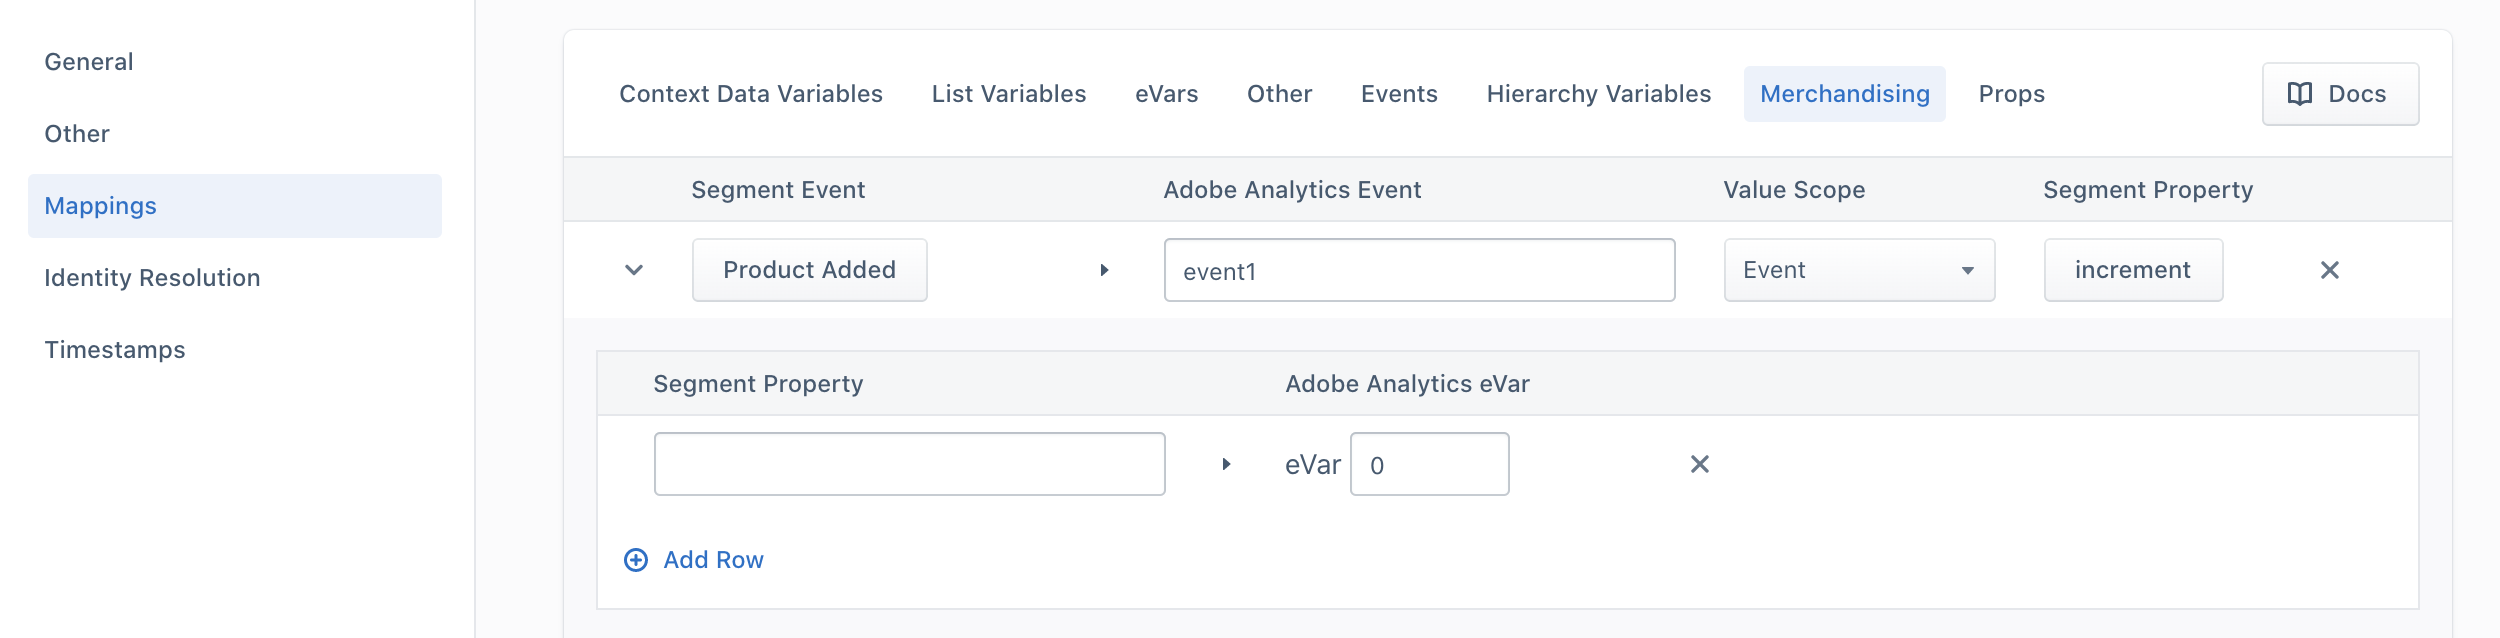 General
Other
Mappings
Identity Resolution
Timestamps
Context Data Variables List Variables eVars Other Events Hierarchy Variables Merchandising Props Docs
Segment Event Adobe Analytics Event Value Scope Segment Property
Product Added event1 Event increment
Segment Property Adobe Analytics eVar
eVar 0
Add Row